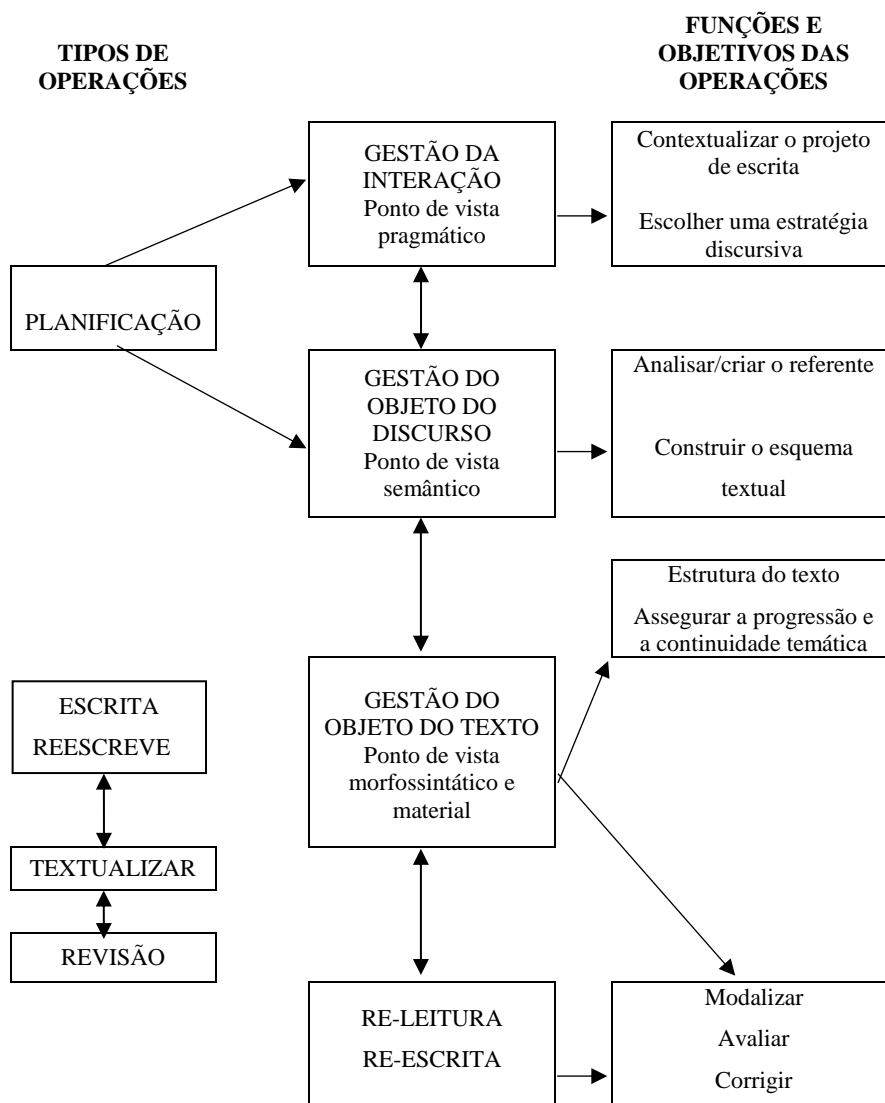 TIPOS DE
OPERAÇÕES
FUNÇÕES E
OBJETIVOS DAS
OPERAÇÕES
GESTÃO DA
INTERAÇÃO
Ponto de vista
pragmático
Contextualizar o projeto
de escrita
Escolher uma estratégia
discursiva
PLANIFICAÇÃO
GESTÃO DO
OBJETO DO
DISCURSO
Ponto de vista
semântico
Analisar/criar o referente
Construir o esquema
textual
Estrutura do texto
Assegurar a progressão e
a continuidade temática
ESCRITA
REESCREVE
GESTÃO DO
OBJETO DO TEXTO
Ponto de vista
morfossintático e
material
TEXTUALIZAR
REVISÃO
RE-LEITURA
RE-ESCRITA
Modalizar
Avaliar
Corrigir